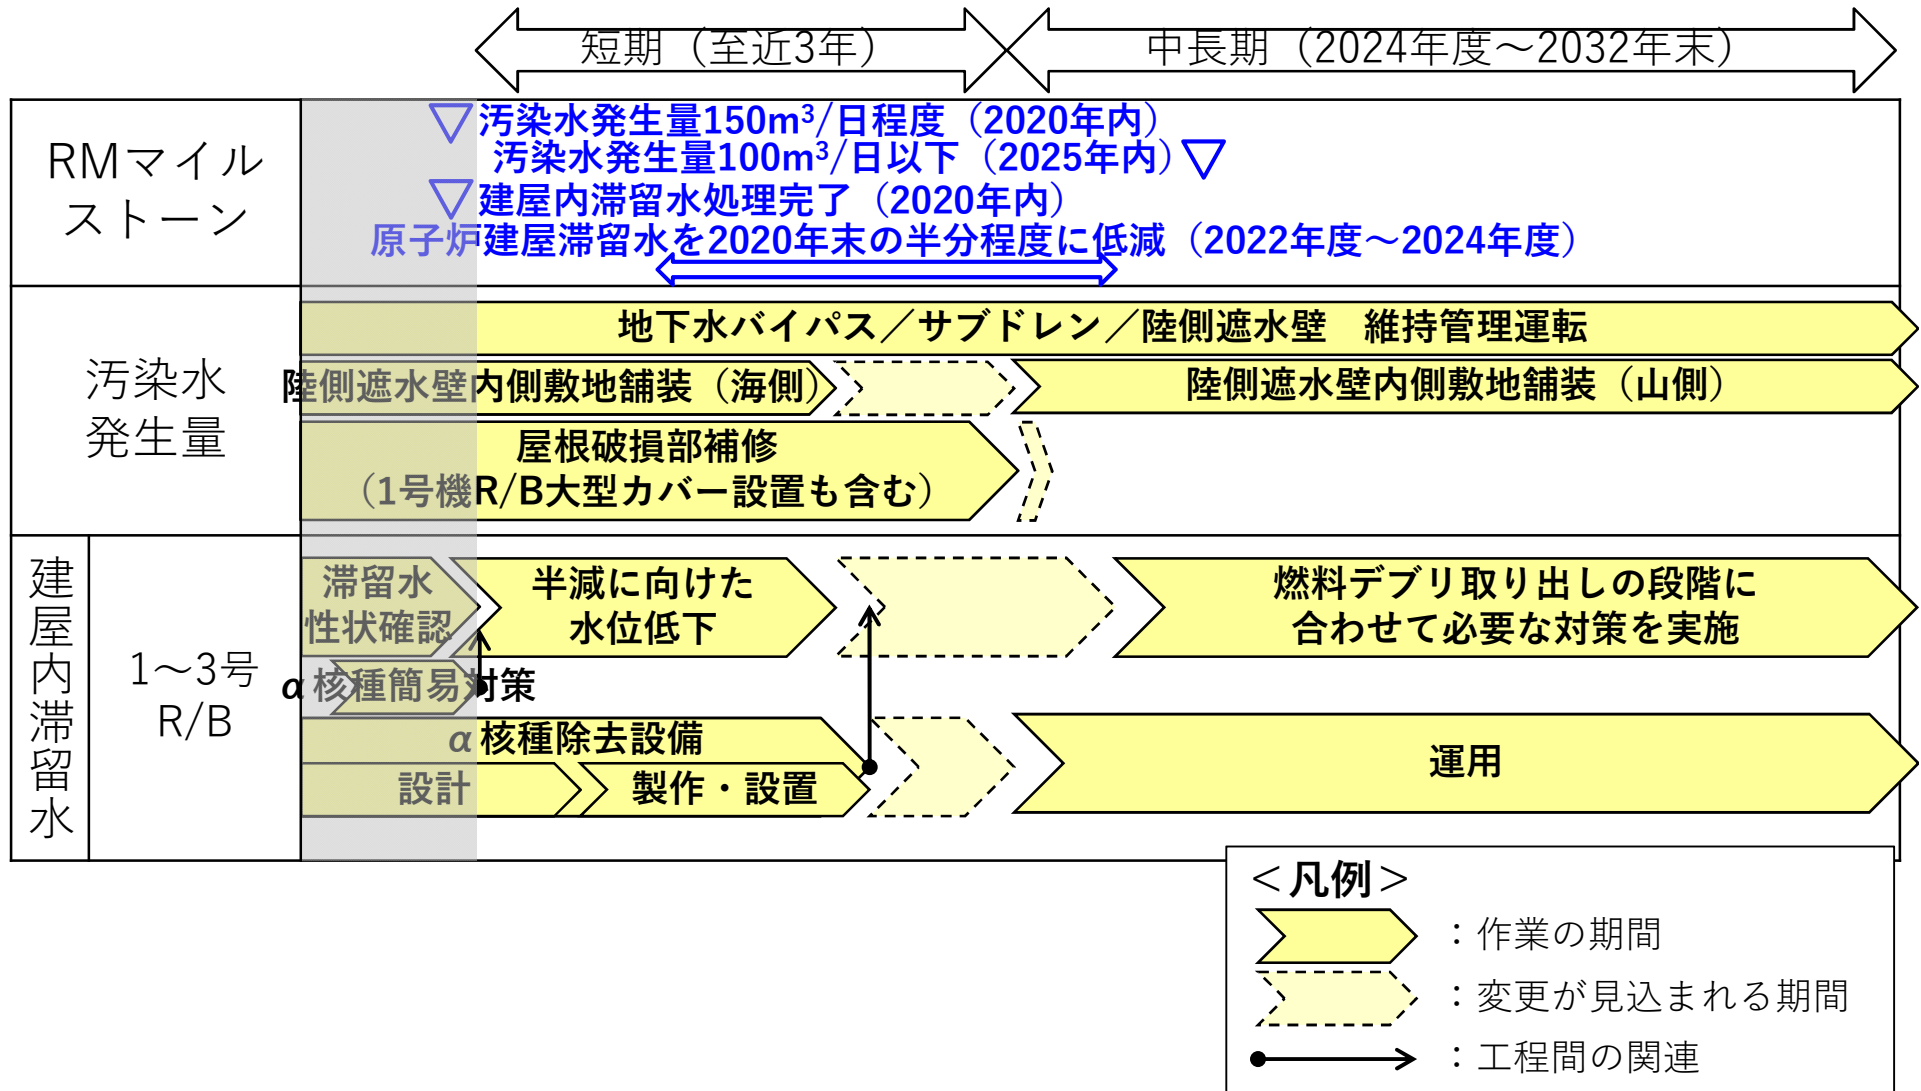 短期（至近3年）
中長期（2024年度～2032年末）
RMマイル
ストーン
▽汚染水発生量150m³/日程度（2020年内）
汚染水発生量100m³/日以下（2025年内）▽
▽建屋内滞留水処理完了（2020年内）
原子炉建屋滞留水を2020年末の半分程度に低減（2022年度～2024年度）
汚染水
発生量
地下水バイパス／サブドレン／陸側遮水壁　維持管理運転
陸側遮水壁内側敷地舗装（海側）
陸側遮水壁内側敷地舗装（山側）
屋根破損部補修
（1号機R/B大型カバー設置も含む）
建屋内滞留水
1～3号
R/B
滞留水
性状確認
半減に向けた
水位低下
燃料デブリ取り出しの段階に
合わせて必要な対策を実施
α核種簡易対策
α核種除去設備
設計
製作・設置
運用
＜凡例＞
：作業の期間
：変更が見込まれる期間
：工程間の関連